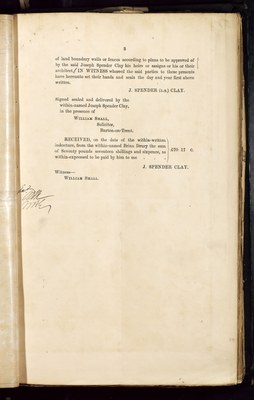 3
of head boundary walls or fences according to plans to be approved of
by the said Joseph Spender Clay his heirs or assigns or his or their
architect / IN WITNESS whereof the said parties to these presents
have hereunto set their hands and seals the day and year first above
written.
J. SPENDER (L.S.) CLAY.
Signed sealed and delivered by the
within-named Joseph Spender Clay,
in the presence of
WILLIAM SMALL,
Solicitor,
Burton-on-Trent.
RECEIVED, on the date of the within-written
indenture, from the within-named Brian Drury the sum
of Seventy pounds seventeen shillings and sixpence, as
within-expressed to be paid by him to me
£70 17 6.
J. SPENDER CLAY.
Witness—
WILLIAM SMALL.